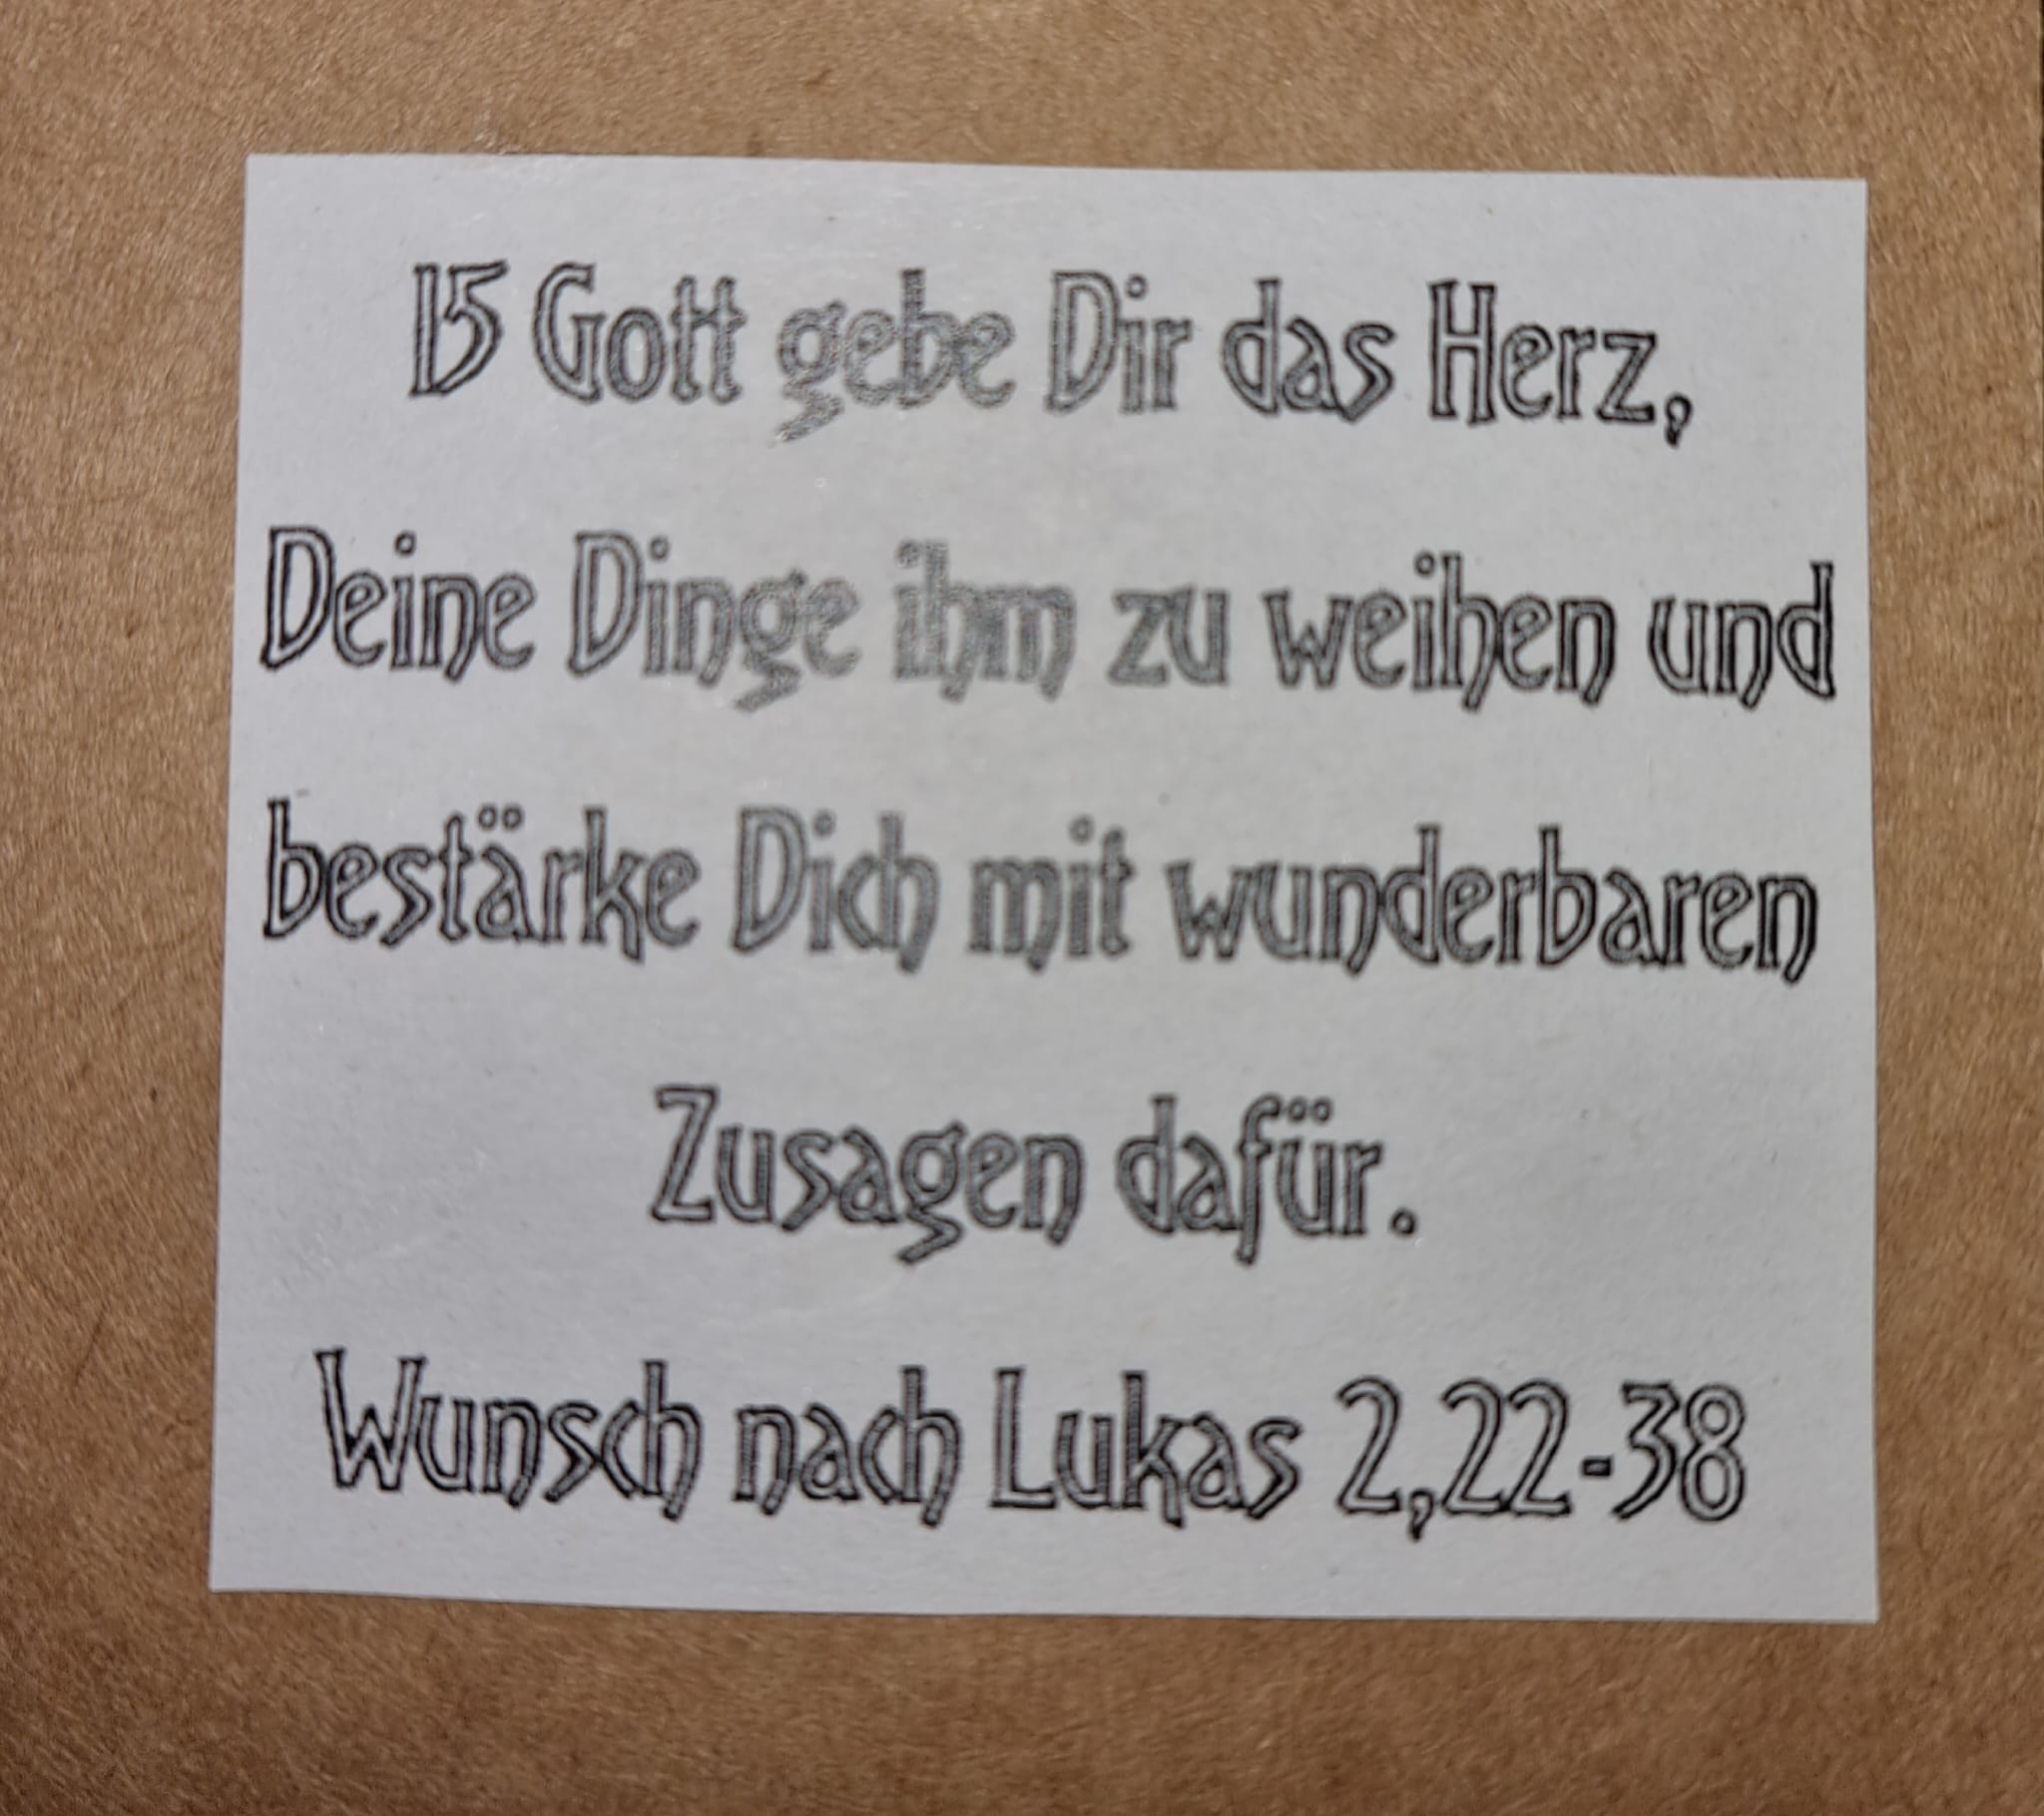 15 Gott gebe Dir das Herz,
Deine Dinge ihm zu weihen und
bestärke Dich mit wunderbaren
Zusagen dafür.
Wunsch nach Lukas 2,22-38